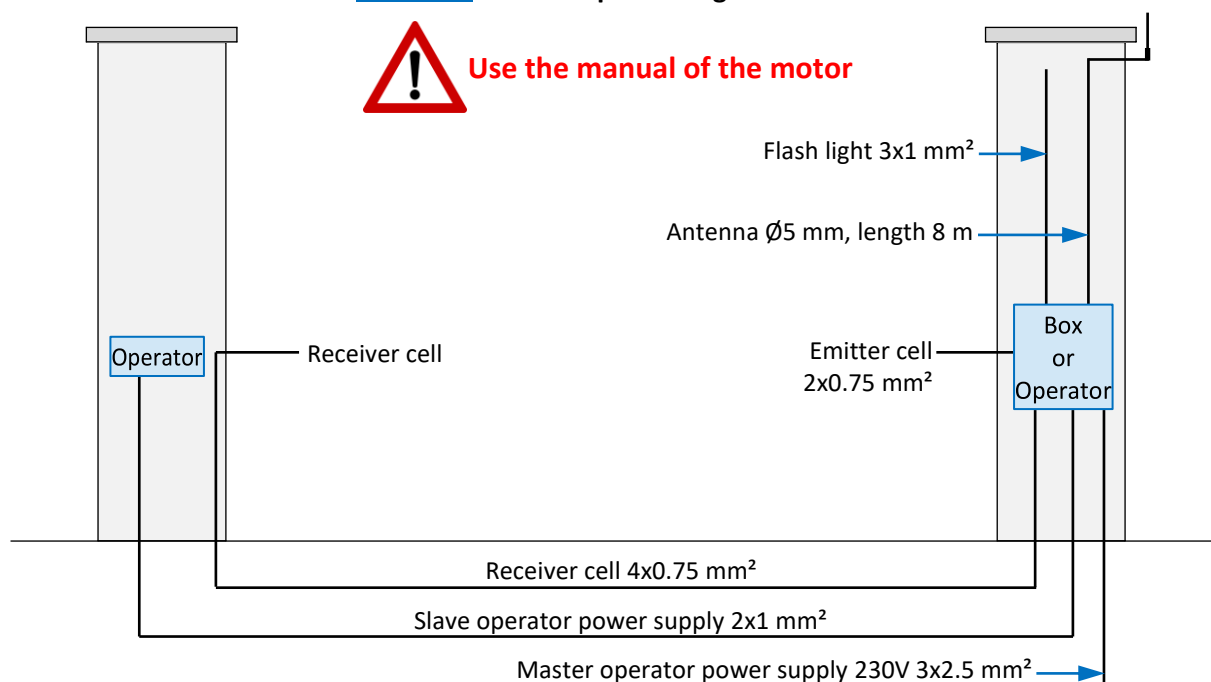 Use the manual of the motor
Flash light 3x1 mm²
Antenna Ø5 mm, length 8 m
Box
or
Operator
Operator
Receiver cell
Emitter cell
2x0.75 mm²
Receiver cell 4x0.75 mm²
Slave operator power supply 2x1 mm²
Master operator power supply 230V 3x2.5 mm²